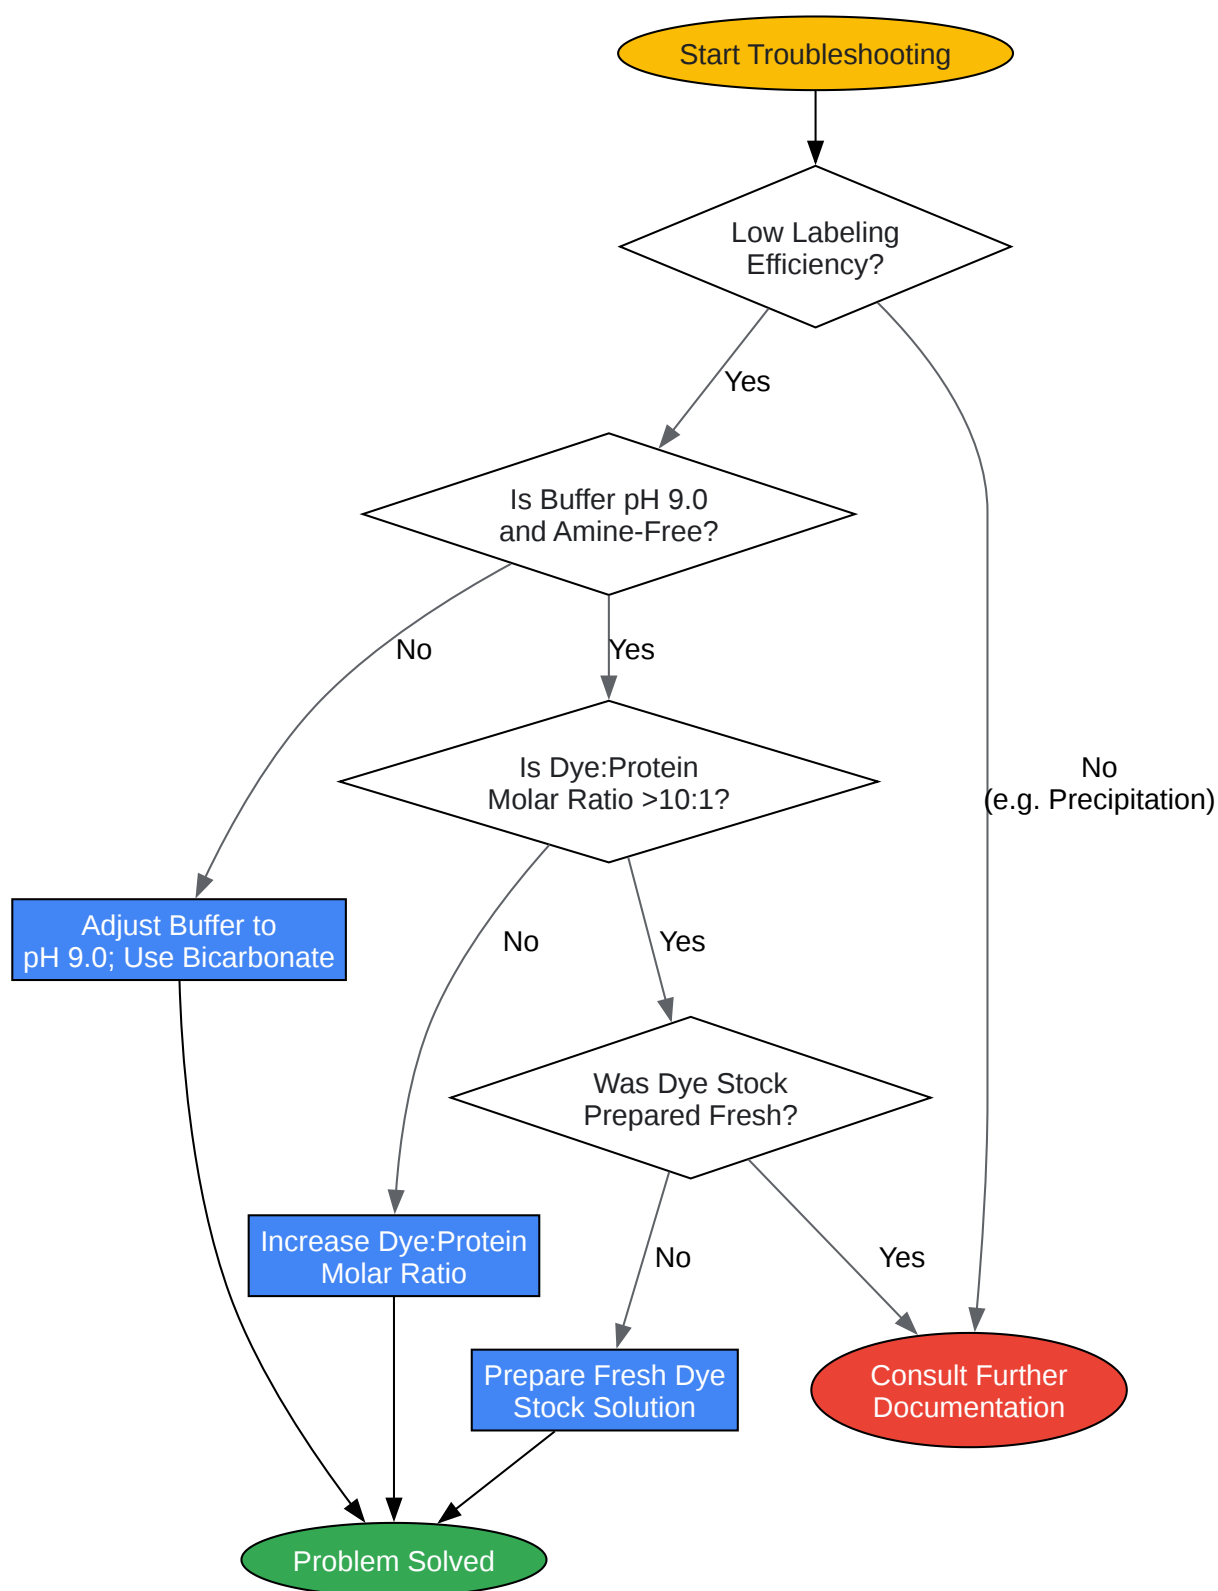 Start Troubleshooting
Low Labeling
Efficiency?
Yes
Is Buffer pH 9.0
and Amine-Free?
No
Yes
Is Dye:Protein
Molar Ratio >10:1?
No
(e.g. Precipitation)
Adjust Buffer to
pH 9.0; Use Bicarbonate
No
Yes
Was Dye Stock
Prepared Fresh?
Increase Dye:Protein
Molar Ratio
No
Yes
Prepare Fresh Dye
Stock Solution
Consult Further
Documentation
Problem Solved